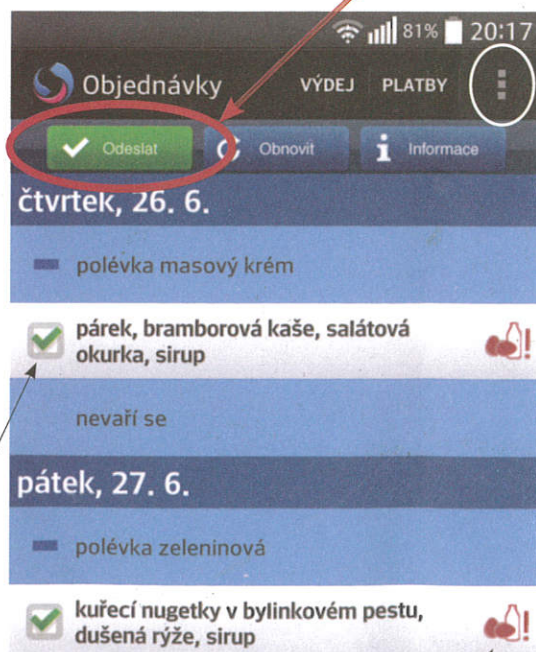 81% 20:17
Objednávky VÝDEJ PLATBY
Odeslat Obnovit Informace
čtvrtek, 26. 6.
polévka masový krém
párek, bramborová kaše, salátová
okurka, sirup
nevaří se
pátek, 27. 6.
polévka zeleninová
kuřecí nugetky v bylinkovém pestu,
dušená rýže, sirup